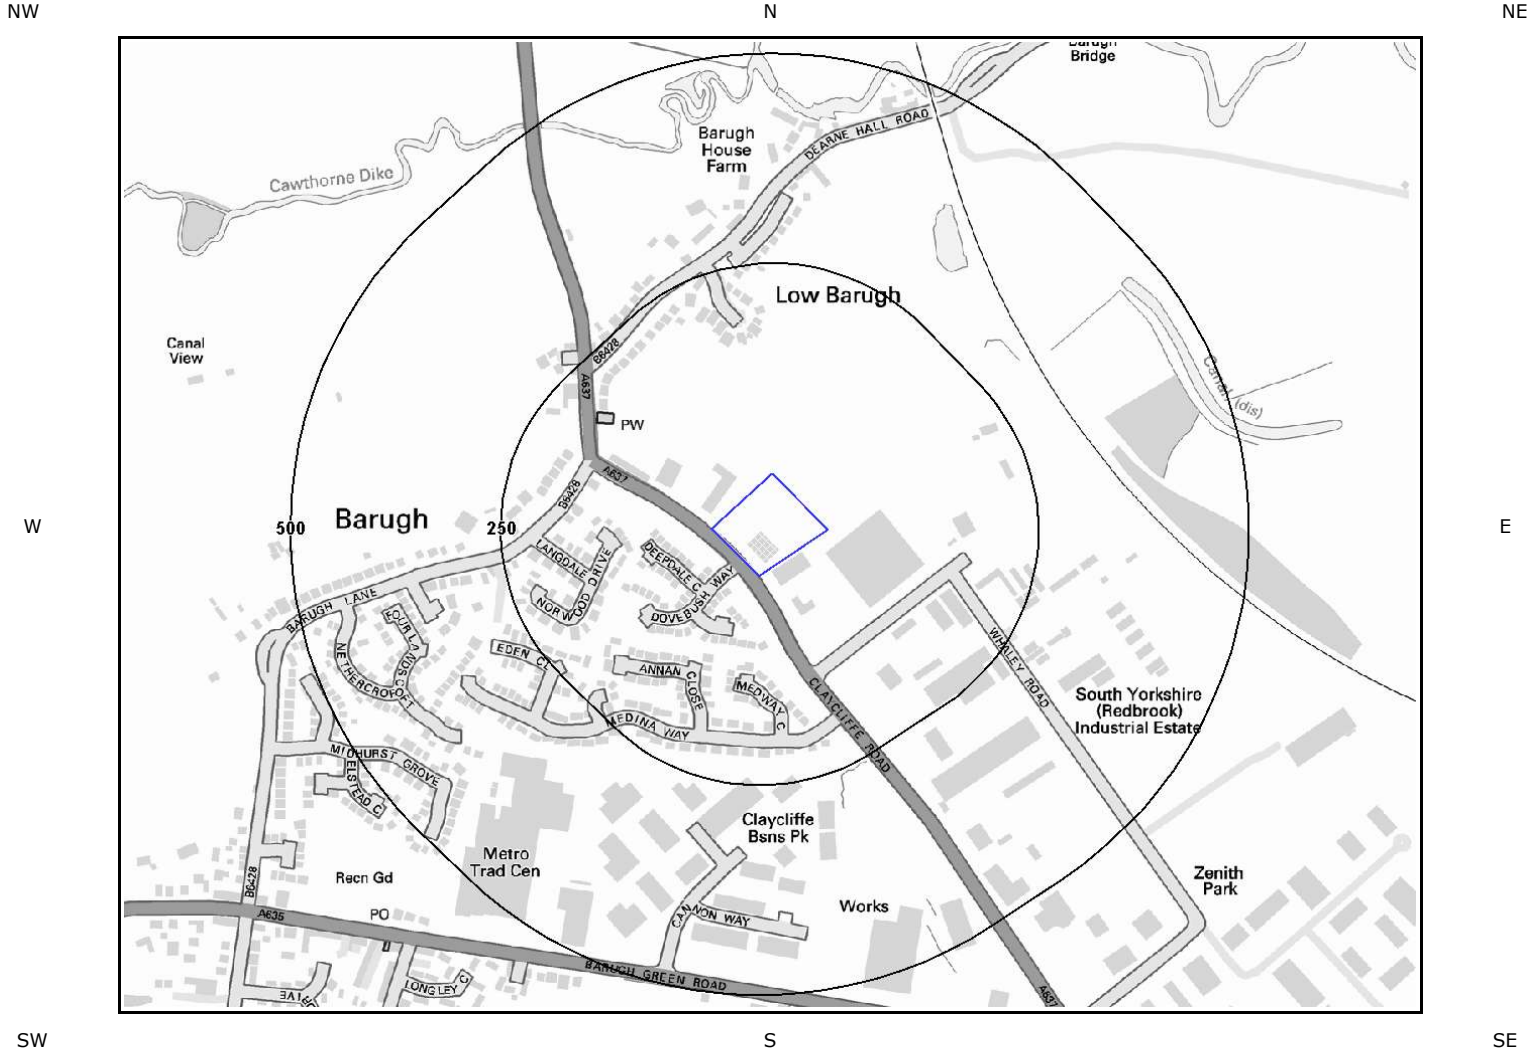 NW
N
NE
Barugh
Bridge
DEARNE HALL ROAD
Barugh
House
Farm
Cawthorne Dike
Low Barugh
Canal
View
B6428
A637
Canal (dis)
PW
A637
B6428
Barugh
500
250
W
E
LANGDALE
NORWOOD DRIVE
DEEPDALE C
DOVEBUSH WAY
BARUGH LANE
FOUR LANDS
NETHERCROFT
EDEN CL
ANNAN
CLOSE
MEDWAY C
MEDINA WAY
CLAYCLIFFE ROAD
WHALEY ROAD
South Yorkshire
(Redbrook)
Industrial Estate
MIDHURST GROVE
ELSTEAD C
Claycliffe
Bsns Pk
Metro
Trad Cen
Recn Gd
B6428
Zenith
Park
Works
A635
PO
CANNON WAY
BARUGH GREEN ROAD
LONGLEY C
A637
SW
S
SE